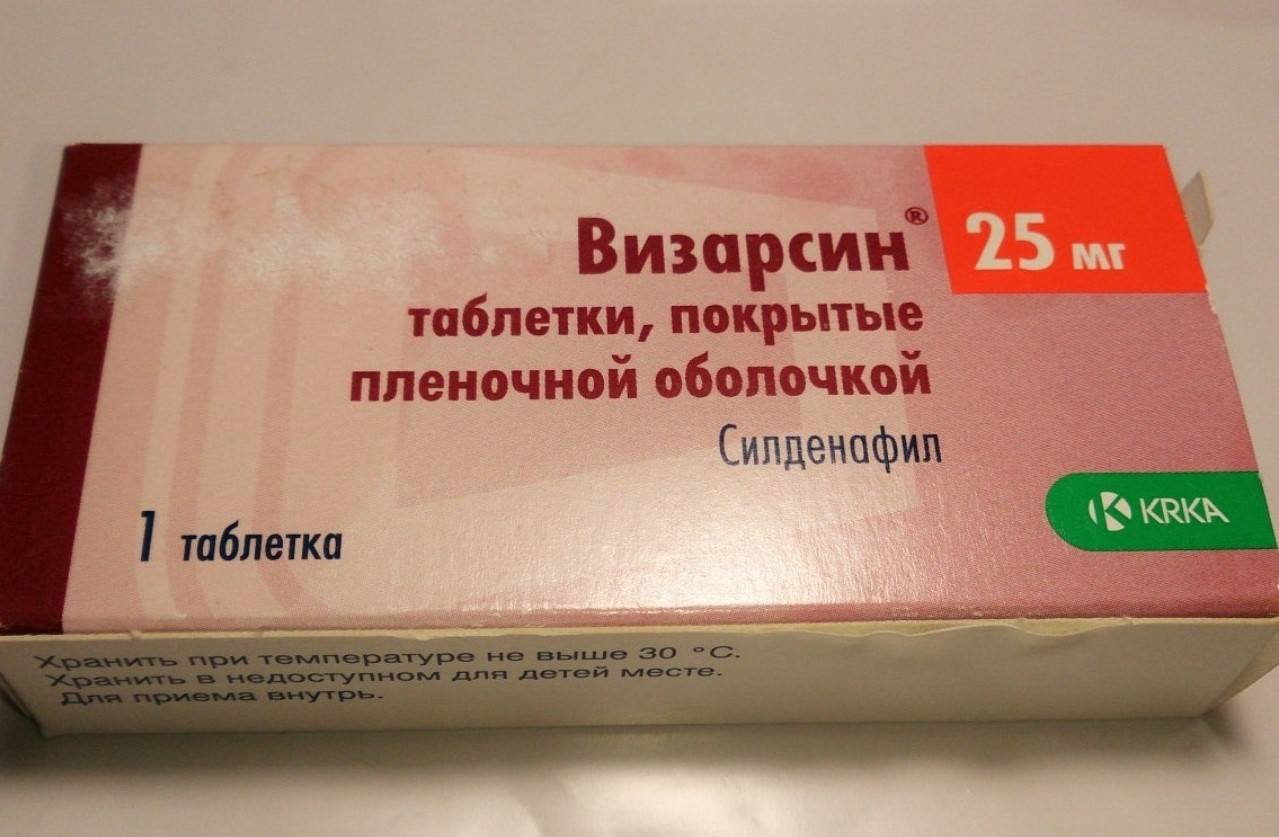 Визарсин®
25 мг
таблетки, покрытые
пленочной оболочкой
Силденафил
KRKA
1 таблетка
Хранить при температуре не выше 30 °C.
Хранить в недоступном для детей месте.
Для приема внутрь.